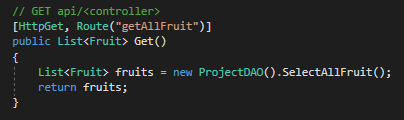 // GET api/<controller>
[HttpGet, Route("getAllFruit")]
public List<Fruit> Get()
{
    List<Fruit> fruits = new ProjectDAO().SelectAllFruit();
    return fruits;
}